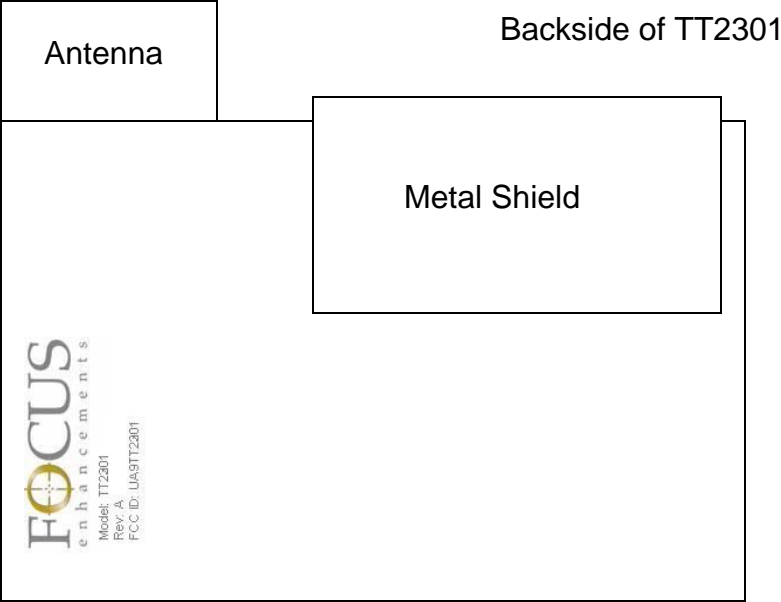 Backside of TT2301
Antenna
Metal Shield
FOCUS
enhancements
Model: TT2301
Rev: A
FCC ID: UA9TT2301